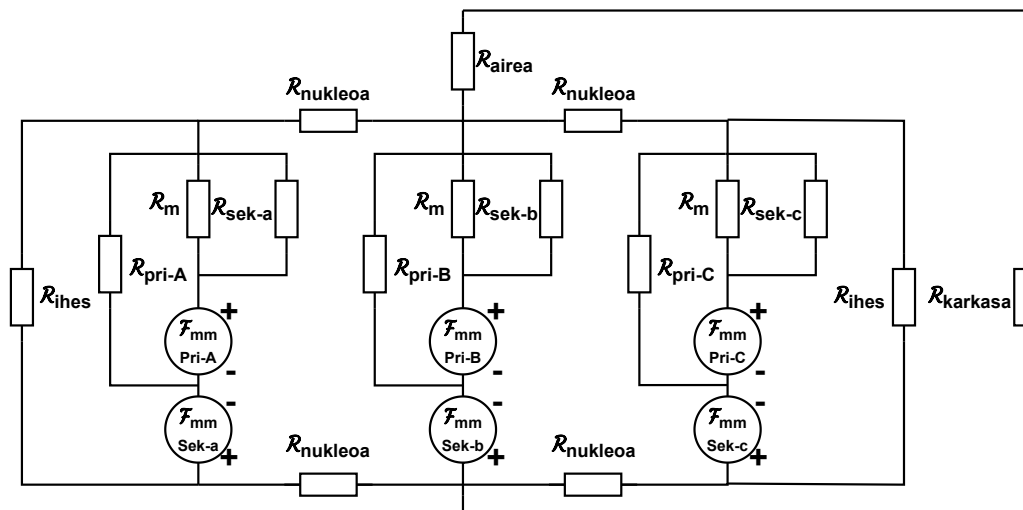 ℛairea
ℛnukleoa
ℛnukleoa
ℛm
ℛsek-a
ℛm
ℛsek-b
ℛm
ℛsek-c
ℛihes
ℛpri-A
ℛpri-B
ℛpri-C
ℛihes
ℛkarkasa
+
ℱmm
Pri-A
-
+
ℱmm
Pri-B
-
+
ℱmm
Pri-C
-
-
ℱmm
Sek-a
+
-
ℱmm
Sek-b
+
-
ℱmm
Sek-c
+
ℛnukleoa
ℛnukleoa